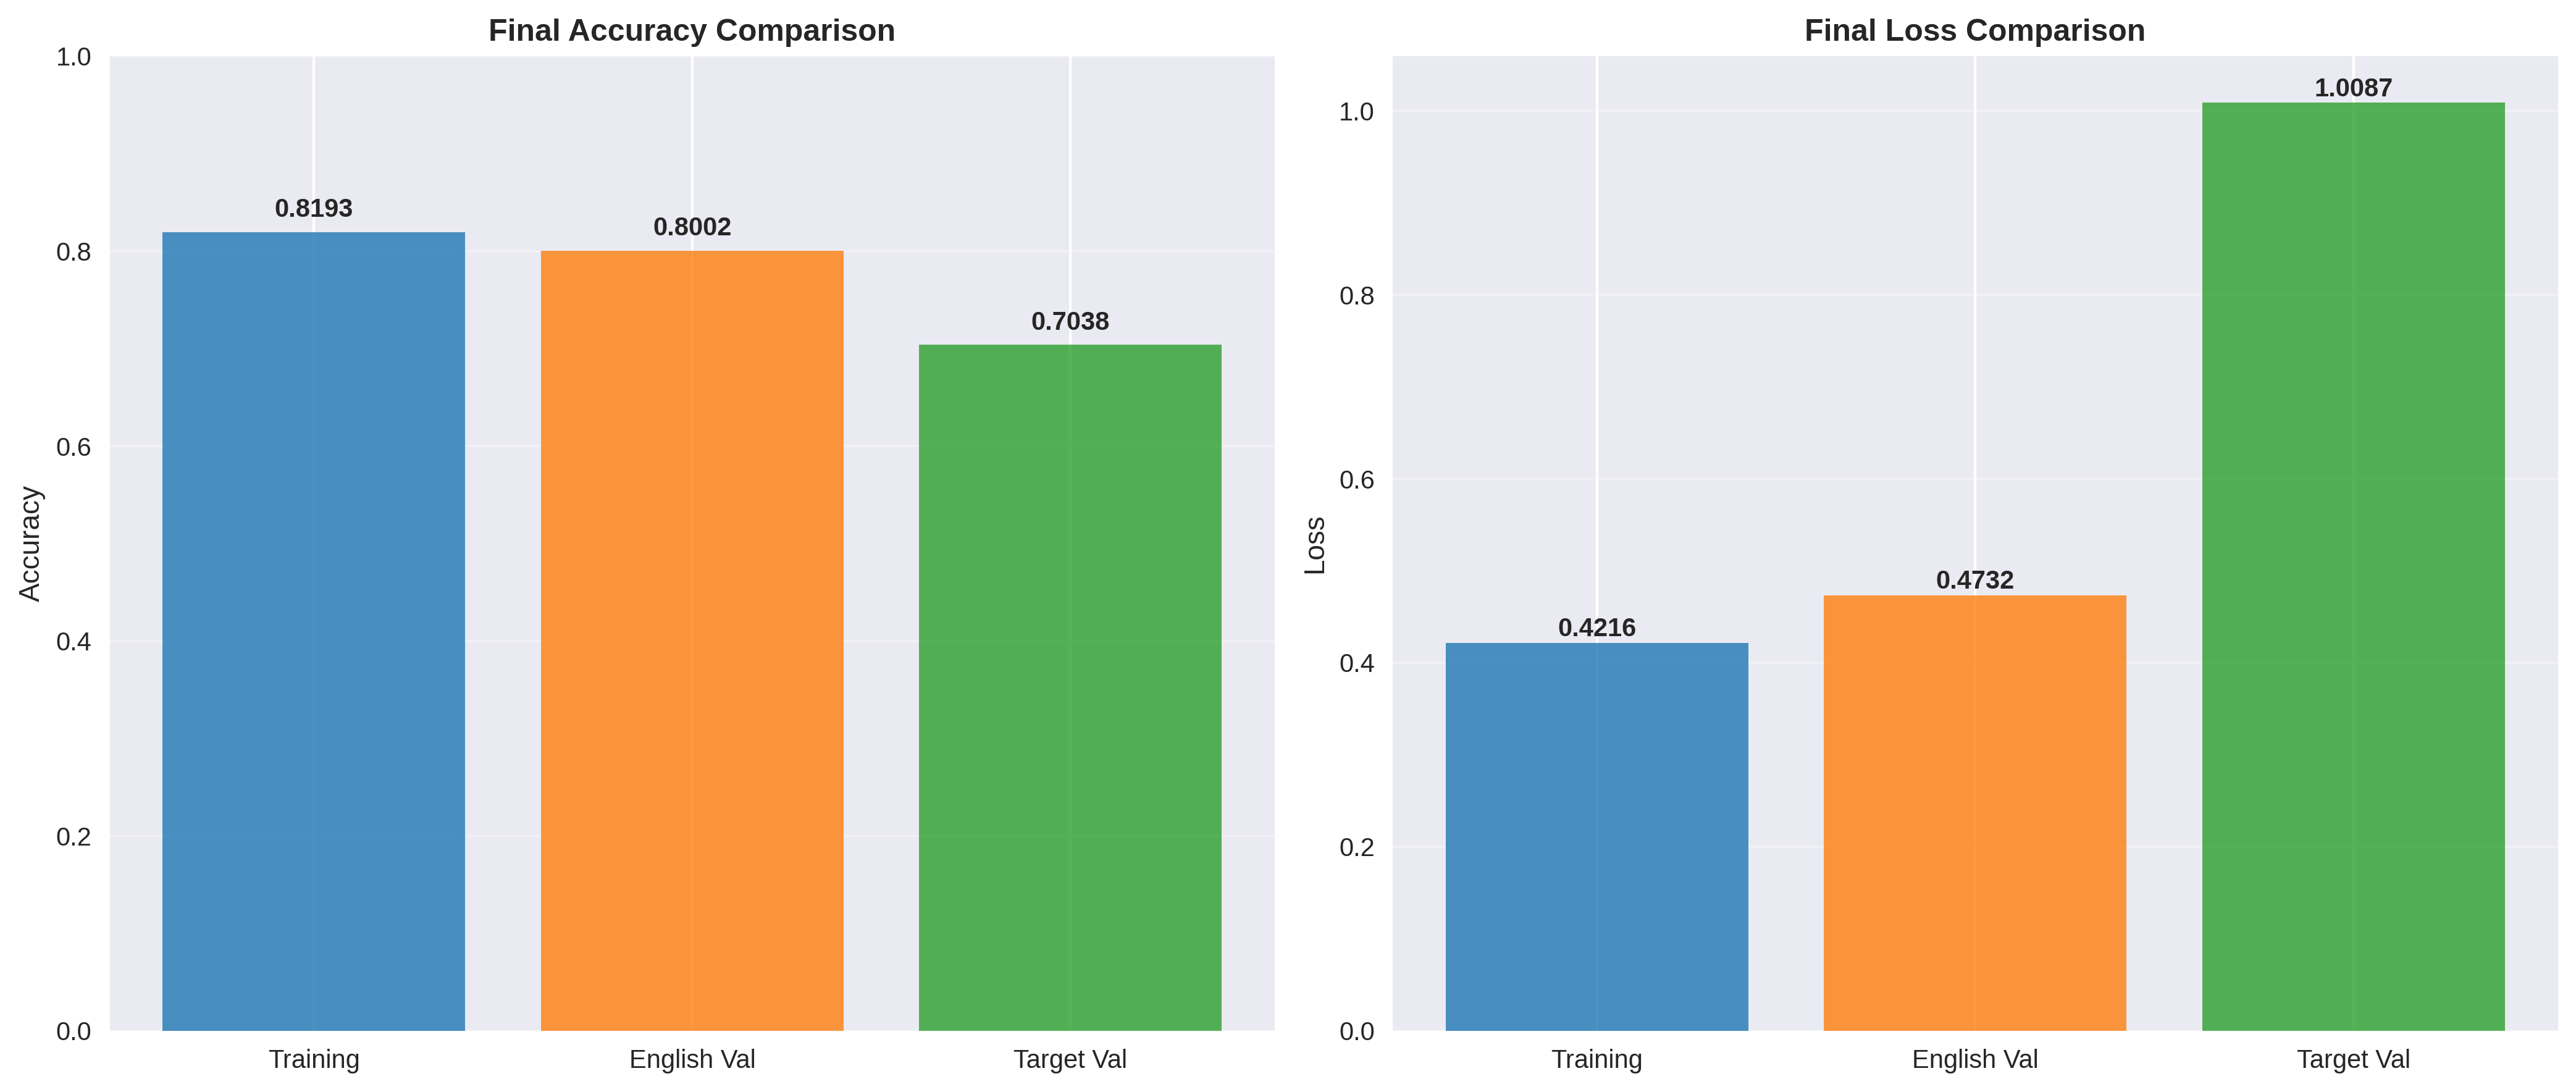 Final Accuracy Comparison
Accuracy
1.0
0.8
0.6
0.4
0.2
0.0
0.8193
0.8002
0.7038
Training
English Val
Target Val
Final Loss Comparison
Loss
1.0
0.8
0.6
0.4
0.2
0.0
0.4216
0.4732
1.0087
Training
English Val
Target Val